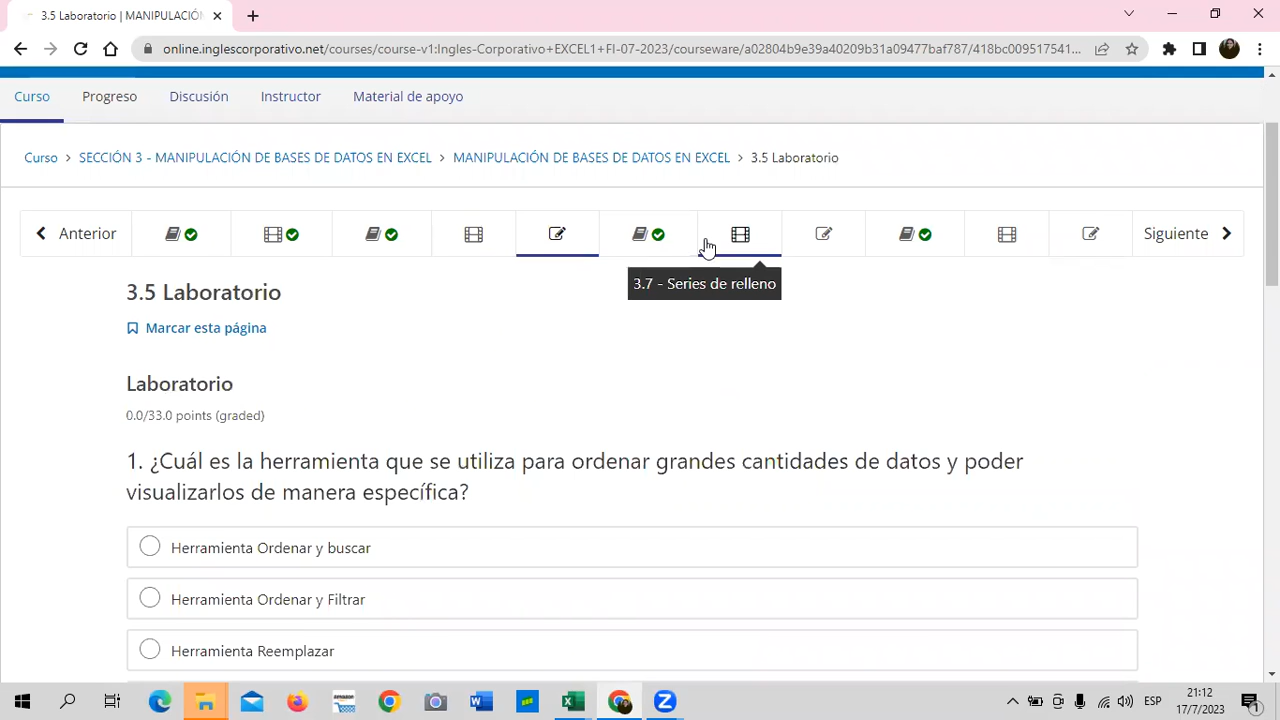 3.5 Laboratorio | MANIPULACIÓN
online.inglescorporativo.net/courses/course-v1:Ingles-Corporativo+EXCEL1+FI-07-2023/courseware/a02804b9e39a40209b31a09477baf787/418bc009517541...
Curso
Progreso
Discusión
Instructor
Material de apoyo
Curso > SECCIÓN 3 - MANIPULACIÓN DE BASES DE DATOS EN EXCEL > MANIPULACIÓN DE BASES DE DATOS EN EXCEL > 3.5 Laboratorio
Anterior
Siguiente
3.7 - Series de relleno
3.5 Laboratorio
Marcar esta página
Laboratorio
0.0/33.0 points (graded)
1. ¿Cuál es la herramienta que se utiliza para ordenar grandes cantidades de datos y poder
visualizarlos de manera específica?
Herramienta Ordenar y buscar
Herramienta Ordenar y Filtrar
Herramienta Reemplazar
ESP
21:12
17/7/2023